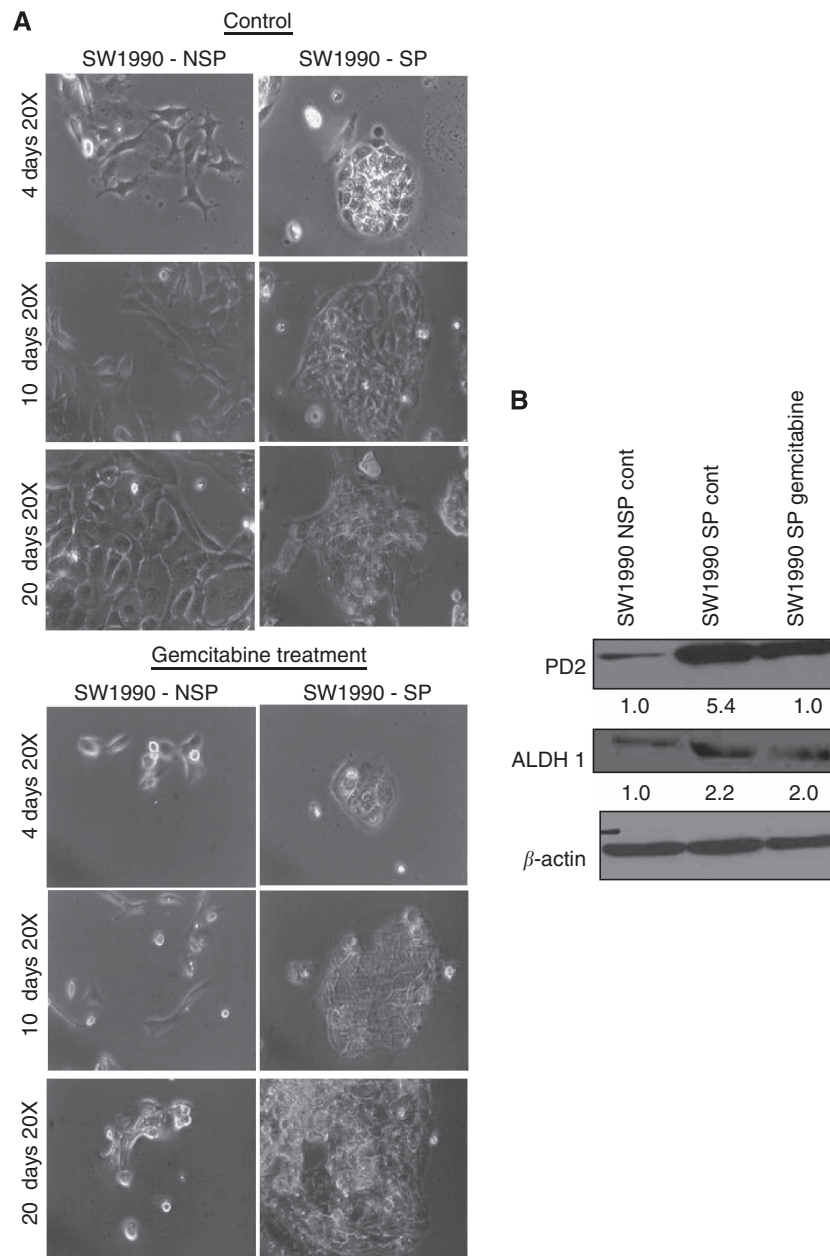 A
Control
SW1990 - NSP
SW1990 - SP
4 days 20X
10 days 20X
20 days 20X
Gemcitabine treatment
SW1990 - NSP
SW1990 - SP
4 days 20X
10 days 20X
20 days 20X
B
SW1990 NSP cont
SW1990 SP cont
SW1990 SP gemcitabine
PD2
1.0 5.4 1.0
ALDH 1
1.0 2.2 2.0
β-actin